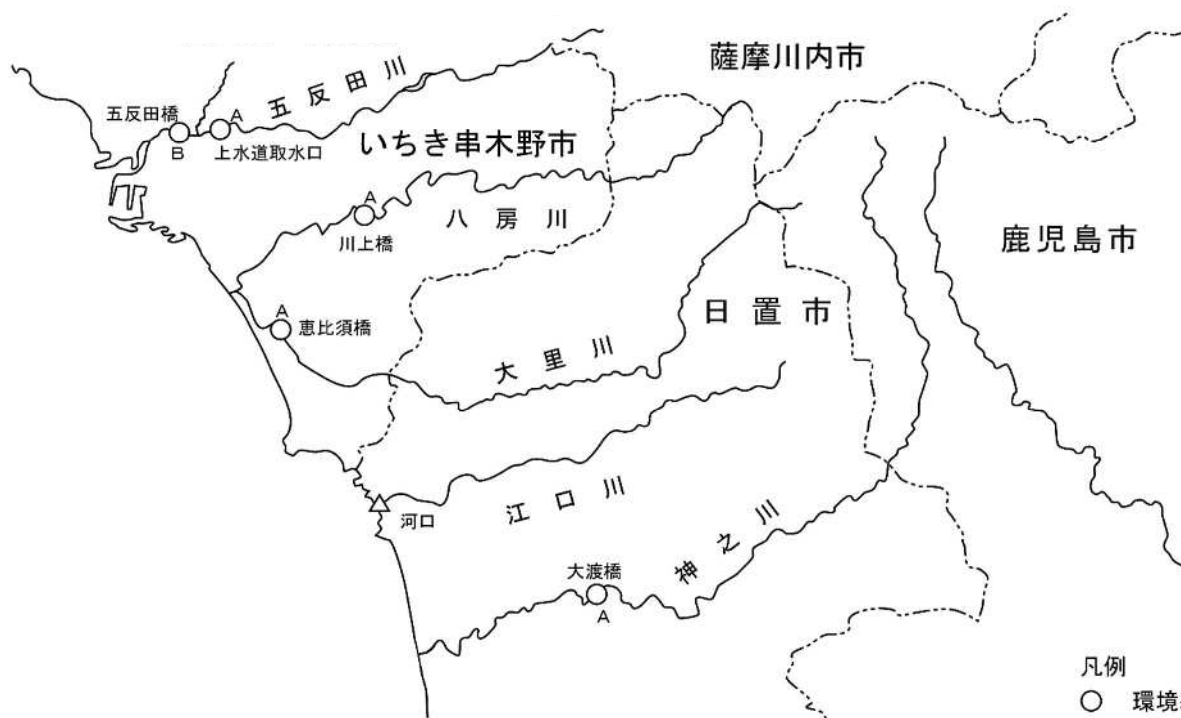 薩摩川内市
五反田川
五反田橋
A
B
上水道取水口
いちき串木野市
A
川上橋
八房川
鹿児島市
A
恵比須橋
日置市
大里川
江口川
河口
神之川
大渡橋
A
凡例
○ 環境